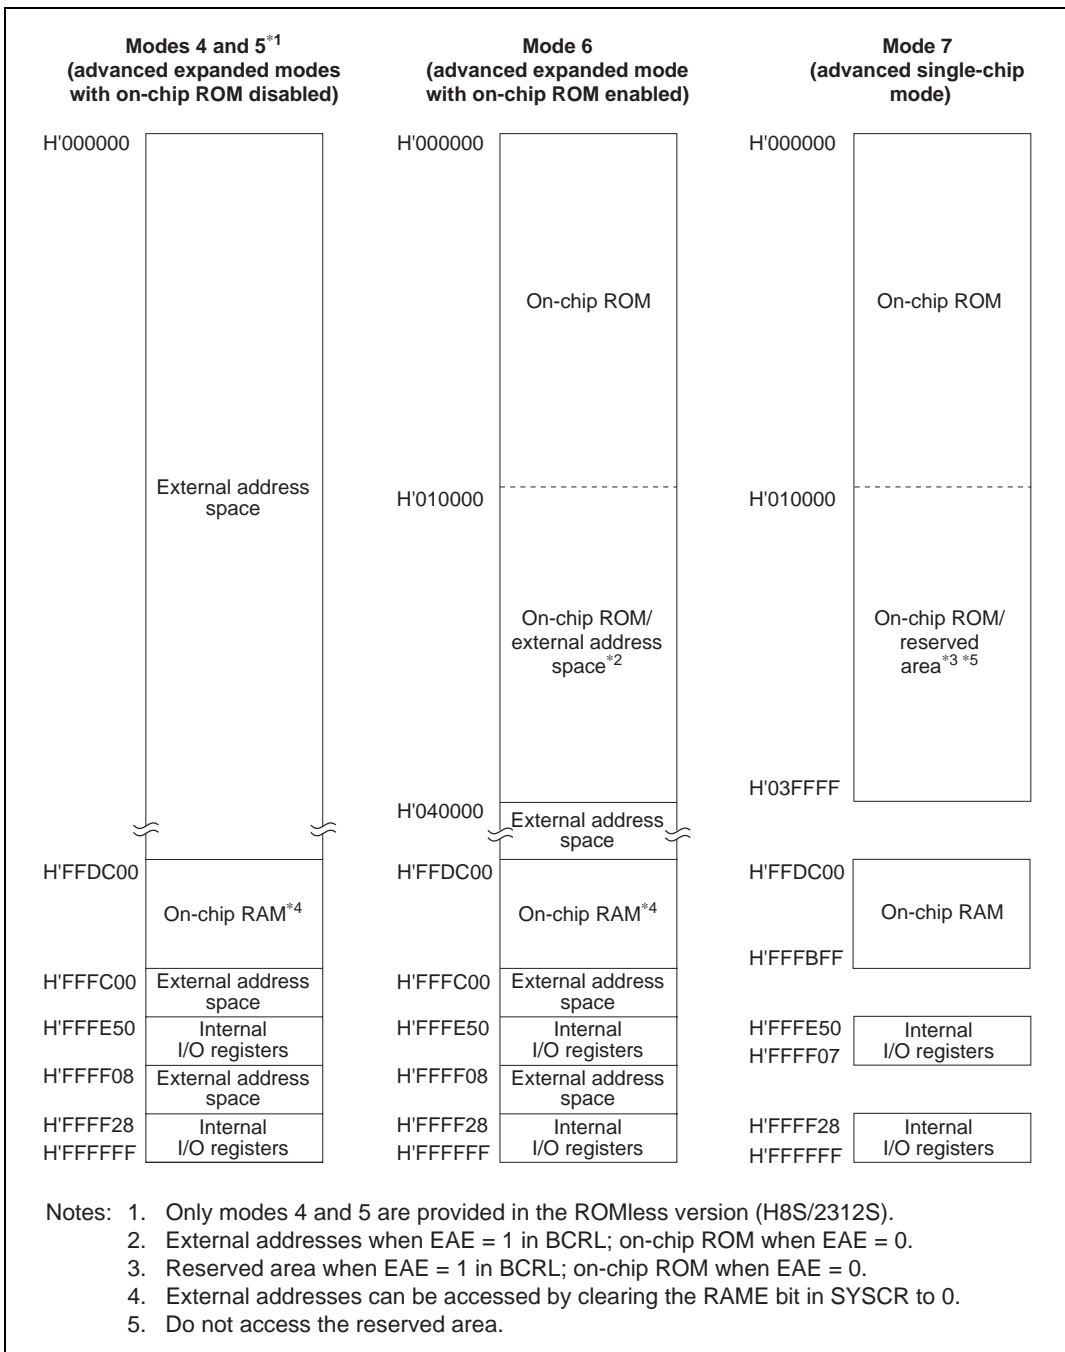 Modes 4 and 5*1
(advanced expanded modes
with on-chip ROM disabled)
H'000000
External address
space
H'FFDC00
On-chip RAM*4
H'FFFC00
External address
space
H'FFFE50
Internal
I/O registers
H'FFFF08
External address
space
H'FFFF28
Internal
I/O registers
H'FFFFFF
Mode 6
(advanced expanded mode
with on-chip ROM enabled)
H'000000
On-chip ROM
H'010000
On-chip ROM/
external address
space*2
H'040000
External address
space
H'FFDC00
On-chip RAM*4
H'FFFC00
External address
space
H'FFFE50
Internal
I/O registers
H'FFFF08
External address
space
H'FFFF28
Internal
I/O registers
H'FFFFFF
Mode 7
(advanced single-chip
mode)
H'000000
On-chip ROM
H'010000
On-chip ROM/
reserved
area*3 *5
H'03FFFF
H'FFDC00
On-chip RAM
H'FFFBFF
H'FFFE50
Internal
I/O registers
H'FFFF07
H'FFFF28
Internal
I/O registers
H'FFFFFF
Notes: 1. Only modes 4 and 5 are provided in the ROMless version (H8S/2312S).
2. External addresses when EAE = 1 in BCRL; on-chip ROM when EAE = 0.
3. Reserved area when EAE = 1 in BCRL; on-chip ROM when EAE = 0.
4. External addresses can be accessed by clearing the RAME bit in SYSCR to 0.
5. Do not access the reserved area.